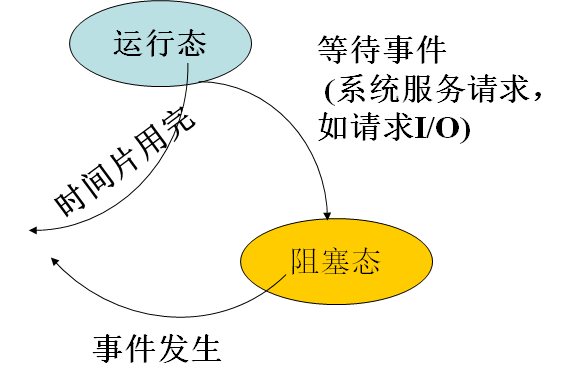 运行态
等待事件
(系统服务请求，
如请求I/O)
时间片用完
阻塞态
事件发生